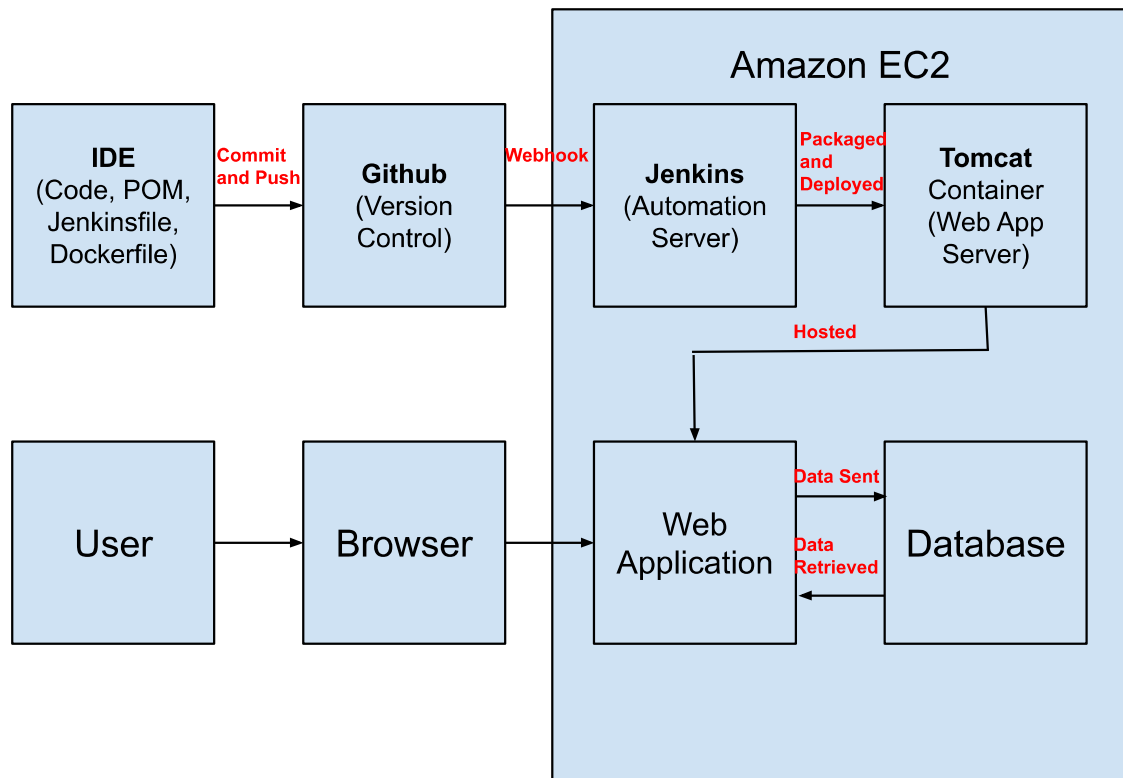 Amazon EC2
IDE
(Code, POM,
Jenkinsfile,
Dockerfile)
Commit
and Push
Github
(Version
Control)
Webhook
Jenkins
(Automation
Server)
Packaged
and
Deployed
Tomcat
Container
(Web App
Server)
Hosted
User
Browser
Web
Application
Data Sent
Data
Retrieved
Database